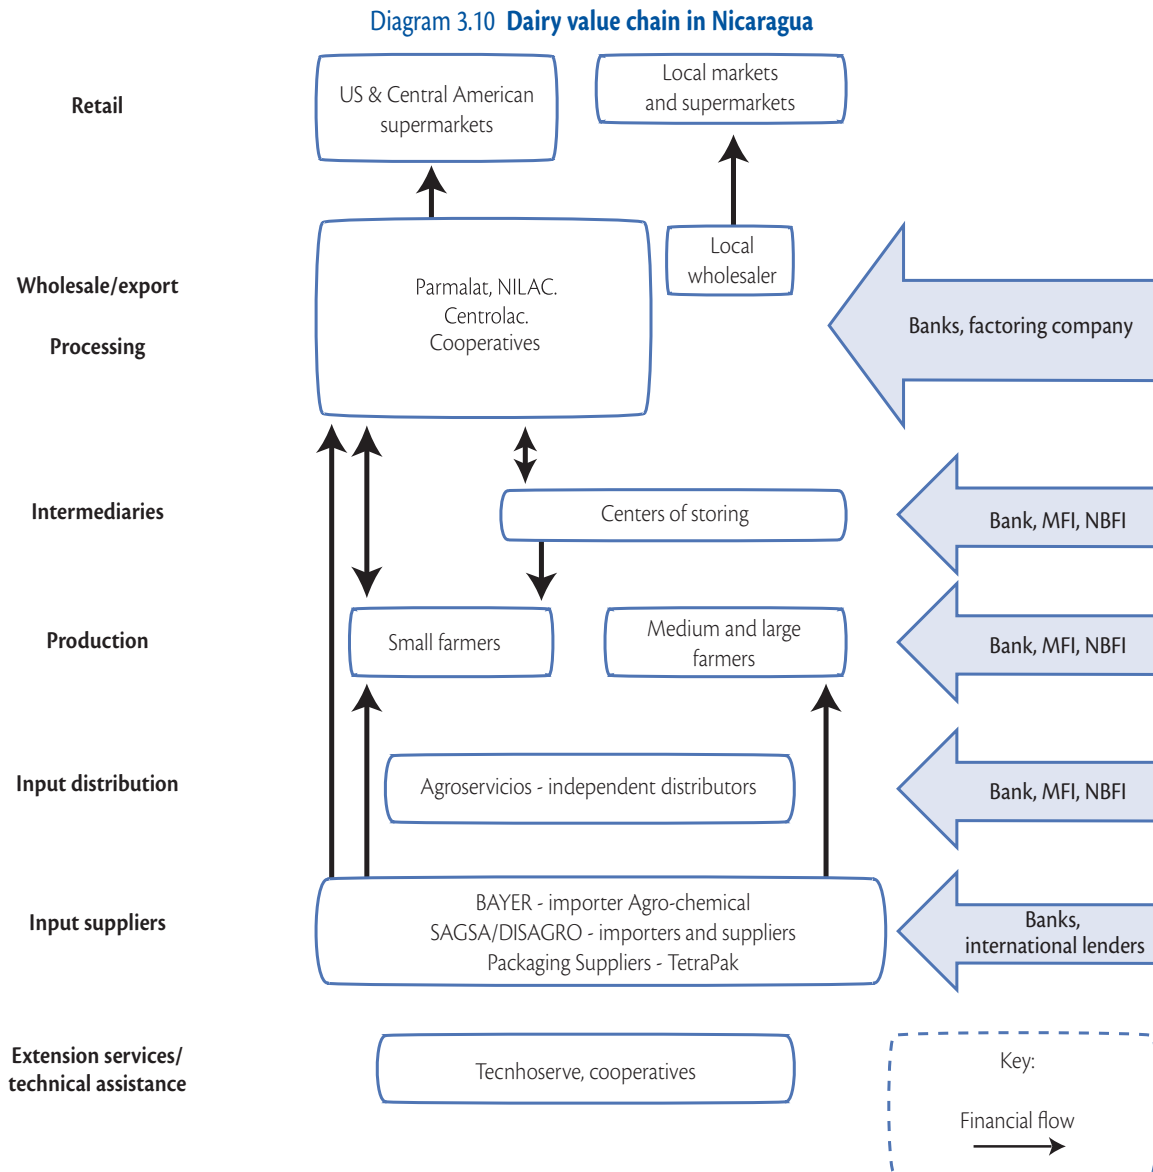 Diagram 3.10 Dairy value chain in Nicaragua
Retail
US & Central American
supermarkets
Local markets
and supermarkets
Wholesale/export
Processing
Parmalat, NILAC.
Centrolac.
Cooperatives
Local
wholesaler
Banks, factoring company
Intermediaries
Centers of storing
Bank, MFI, NBFI
Production
Small farmers
Medium and large
farmers
Bank, MFI, NBFI
Input distribution
Agroservicios - independent distributors
Bank, MFI, NBFI
Input suppliers
BAYER - importer Agro-chemical
SAGSA/DISAGRO - importers and suppliers
Packaging Suppliers - TetraPak
Banks,
international lenders
Extension services/
technical assistance
Tecnhoserve, cooperatives
Key:
Financial flow